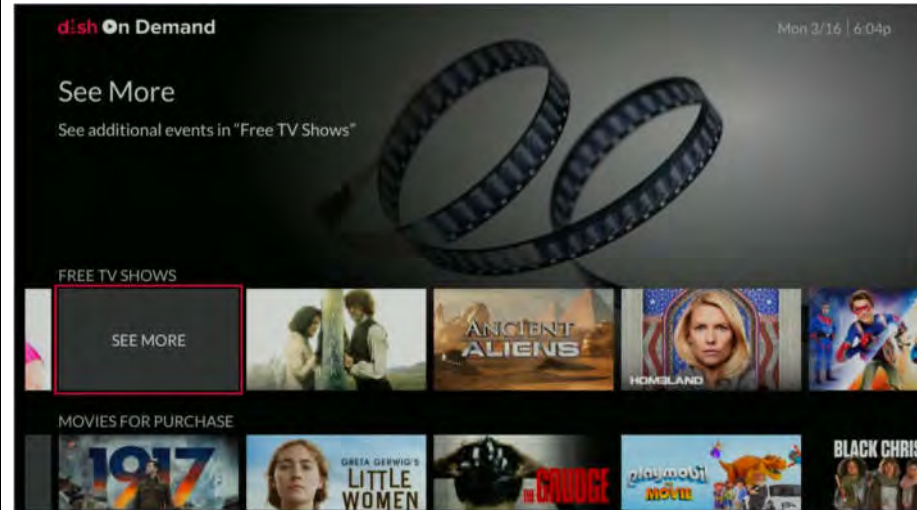 dish On Demand
Mon 3/16 | 6:04p
See More
See additional events in "Free TV Shows"
FREE TV SHOWS
SEE MORE
ANCIENT
ALIENS
HOMELAND
MOVIES FOR PURCHASE
1917
GRETA GERWIG'S
LITTLE
WOMEN
THE GRUDGE
playmobil
THE MOVIE
BLACK CHRIS